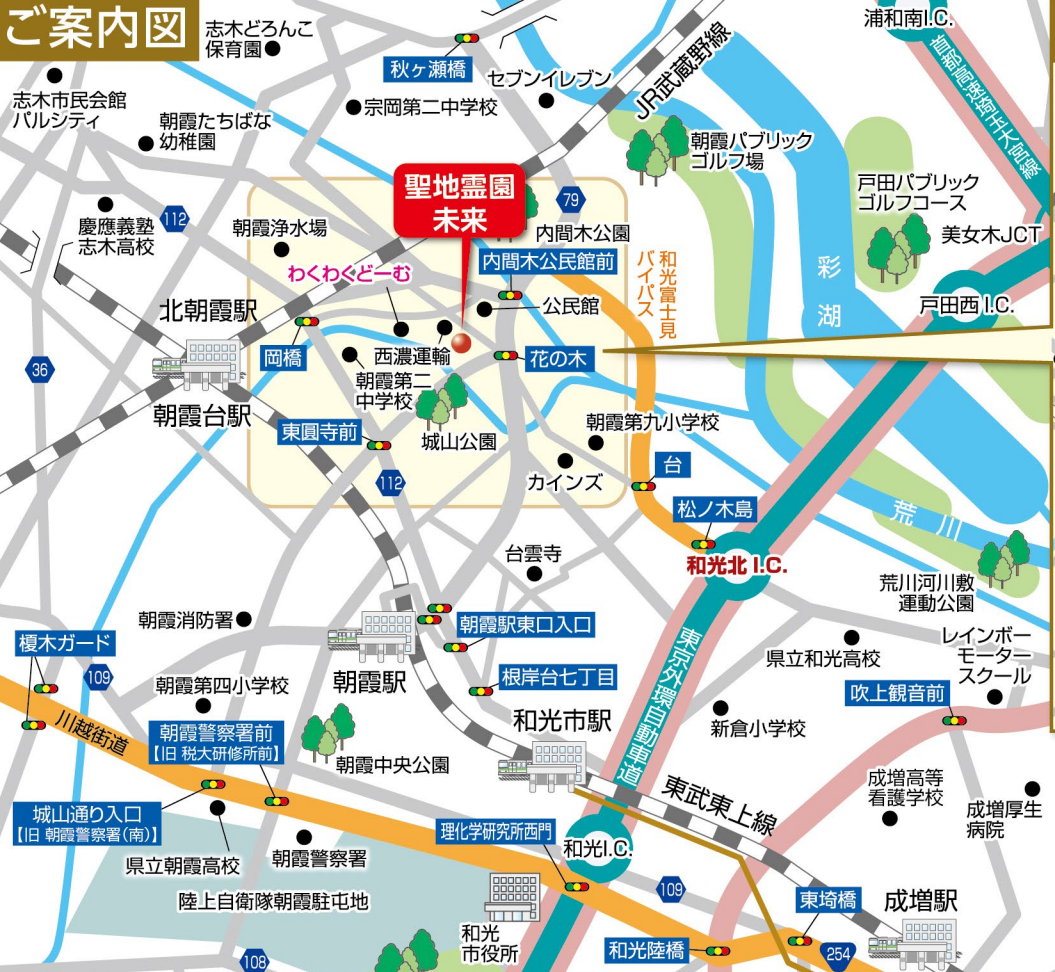 ご案内図
志木どろんこ
保育園
秋ヶ瀬橋
セブンイレブン
JR武蔵野線
浦和南I.C.
首都高速埼玉大宮線
志木市民会館
パルシティ
宗岡第二中学校
朝霞たちばな
幼稚園
朝霞パブリック
ゴルフ場
戸田パブリック
ゴルフコース
美女木JCT
聖地霊園
未来
79
慶應義塾
志木高校
112
朝霞浄水場
内間木公園
わくわくどーむ
内間木公民館前
和光富士見
バイパス
彩湖
戸田西I.C.
北朝霞駅
公民館
岡橋
西濃運輸
花の木
36
朝霞第二
中学校
朝霞台駅
東圓寺前
城山公園
朝霞第九小学校
112
カインズ
台
松ノ木島
荒川
台雲寺
和光北I.C.
荒川河川敷
運動公園
朝霞消防署
朝霞駅東口入口
榎木ガード
109
県立和光高校
レインボー
モーター
スクール
朝霞第四小学校
朝霞駅
根岸台七丁目
東京外環自動車道
吹上観音前
川越街道
朝霞警察署前
【旧 税大研修所前】
和光市駅
新倉小学校
朝霞中央公園
城山通り入口
【旧 朝霞警察署(南)】
東武東上線
成増高等
看護学校
成増厚生
病院
県立朝霞高校
朝霞警察署
理化学研究所西門
和光I.C.
陸上自衛隊朝霞駐屯地
109
東埼橋
成増駅
和光
市役所
和光陸橋
254
108